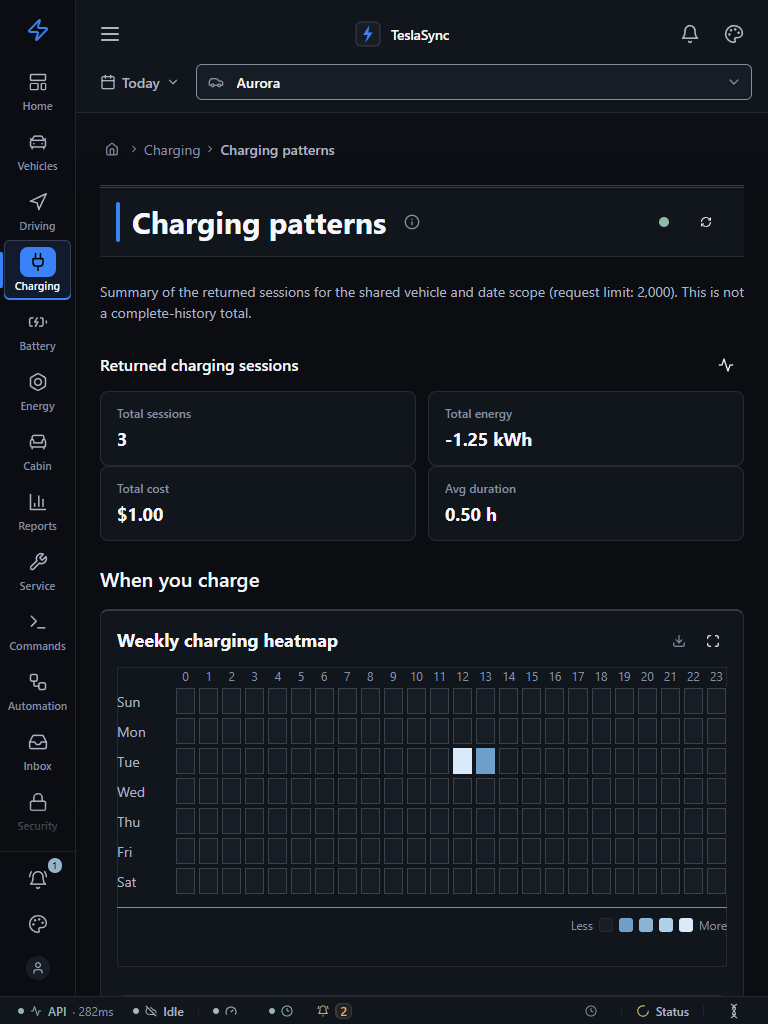 TeslaSync
Today
Aurora
Home
Vehicles
Driving
Charging
Battery
Energy
Cabin
Reports
Service
Commands
Automation
Inbox
Security
1
Charging
Charging patterns
Charging patterns
Summary of the returned sessions for the shared vehicle and date scope (request limit: 2,000). This is not
a complete-history total.
Returned charging sessions
Total sessions
3
Total energy
-1.25 kWh
Total cost
$1.00
Avg duration
0.50 h
When you charge
Weekly charging heatmap
0 1 2 3 4 5 6 7 8 9 10 11 12 13 14 15 16 17 18 19 20 21 22 23
Sun
Mon
Tue
Wed
Thu
Fri
Sat
Less More
API · 282ms Idle 2 Status